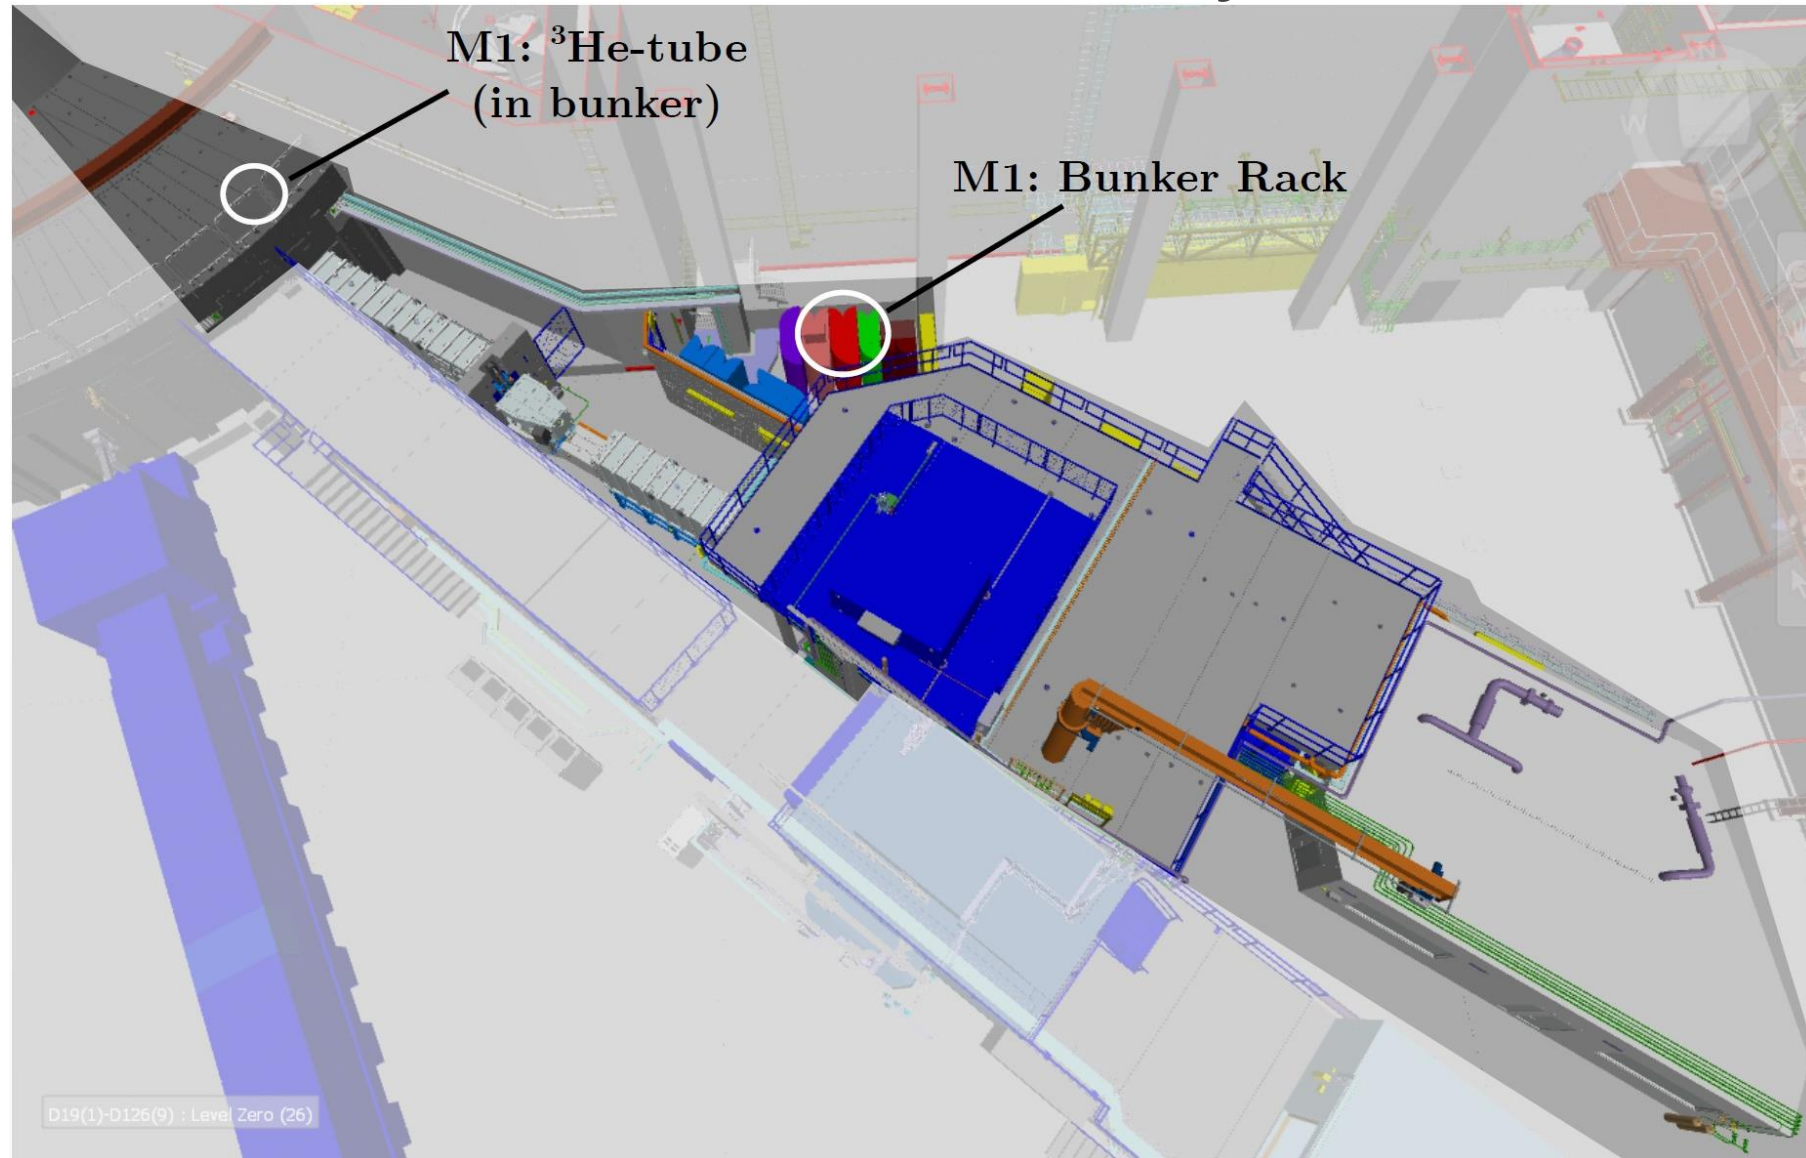 M1: ³He-tube
(in bunker)
M1: Bunker Rack
W
S
D19(1)-D126(9) : Level Zero (26)